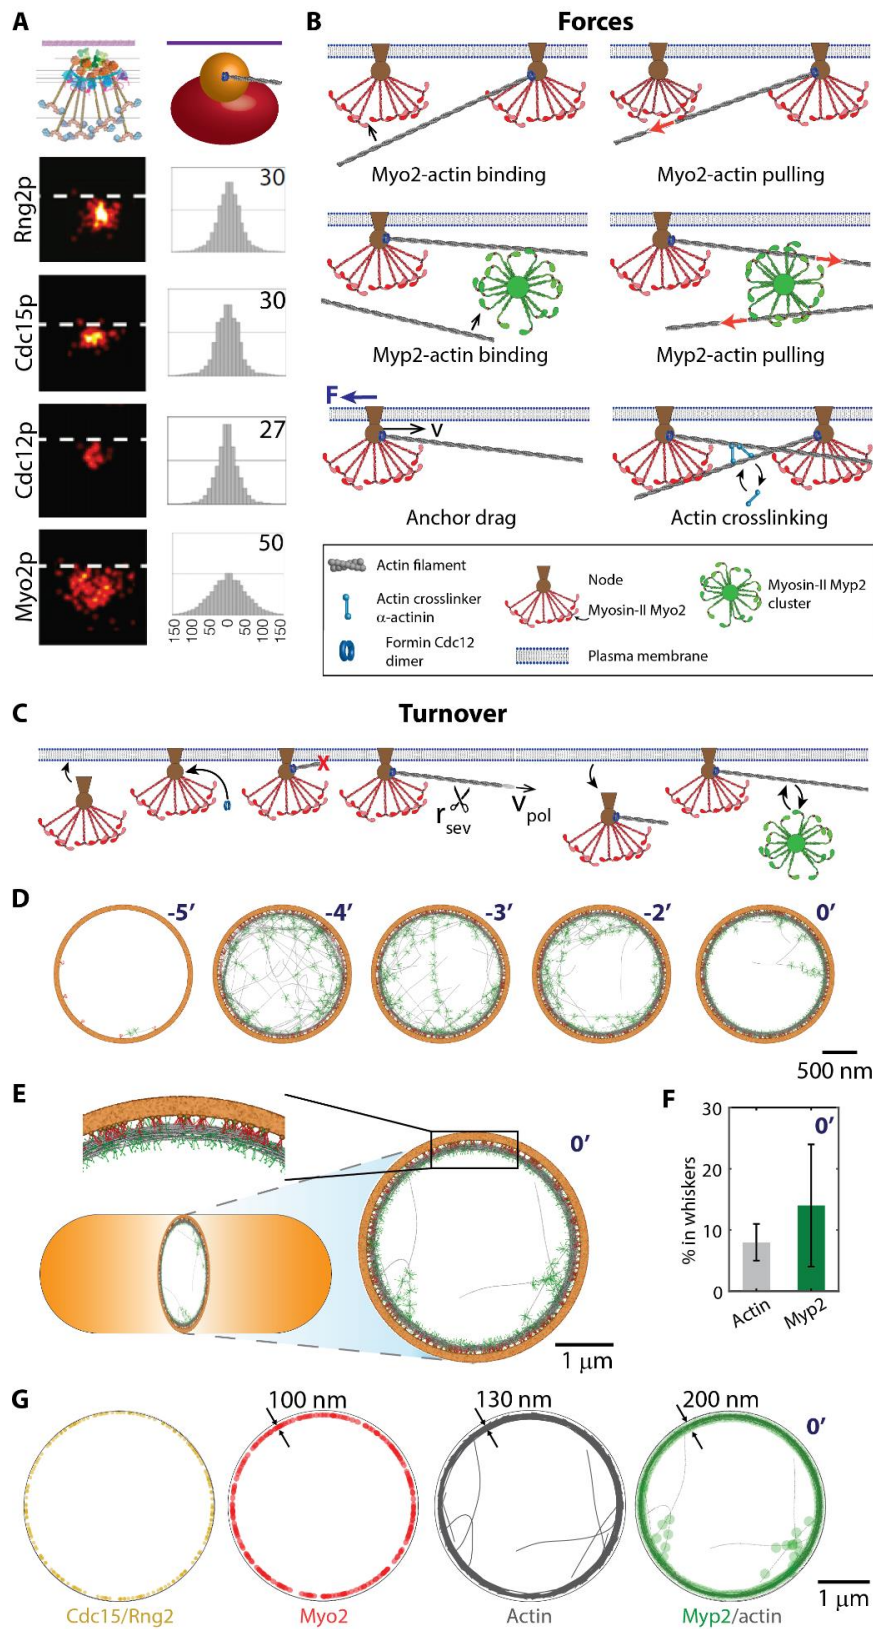 A
B
Forces
Rng2p
30
Cdc15p
30
Cdc12p
27
Myo2p
50
150
100
50
0
50
100
150
Myo2-actin binding
Myo2-actin pulling
Myp2-actin binding
Myp2-actin pulling
F
v
Anchor drag
Actin crosslinking
Actin filament
Actin crosslinker
α-actinin
Formin Cdc12
dimer
Node
Myosin-II Myo2
Plasma membrane
Myosin-II Myp2
cluster
C
Turnover
X
r sev
v pol
D
-5′
-4′
-3′
-2′
0′
500 nm
E
0′
1 μm
F
% in whiskers
30
20
10
0
0′
Actin
Myp2
G
100 nm
130 nm
200 nm
0′
Cdc15/Rng2
Myo2
Actin
Myp2/actin
1 μm